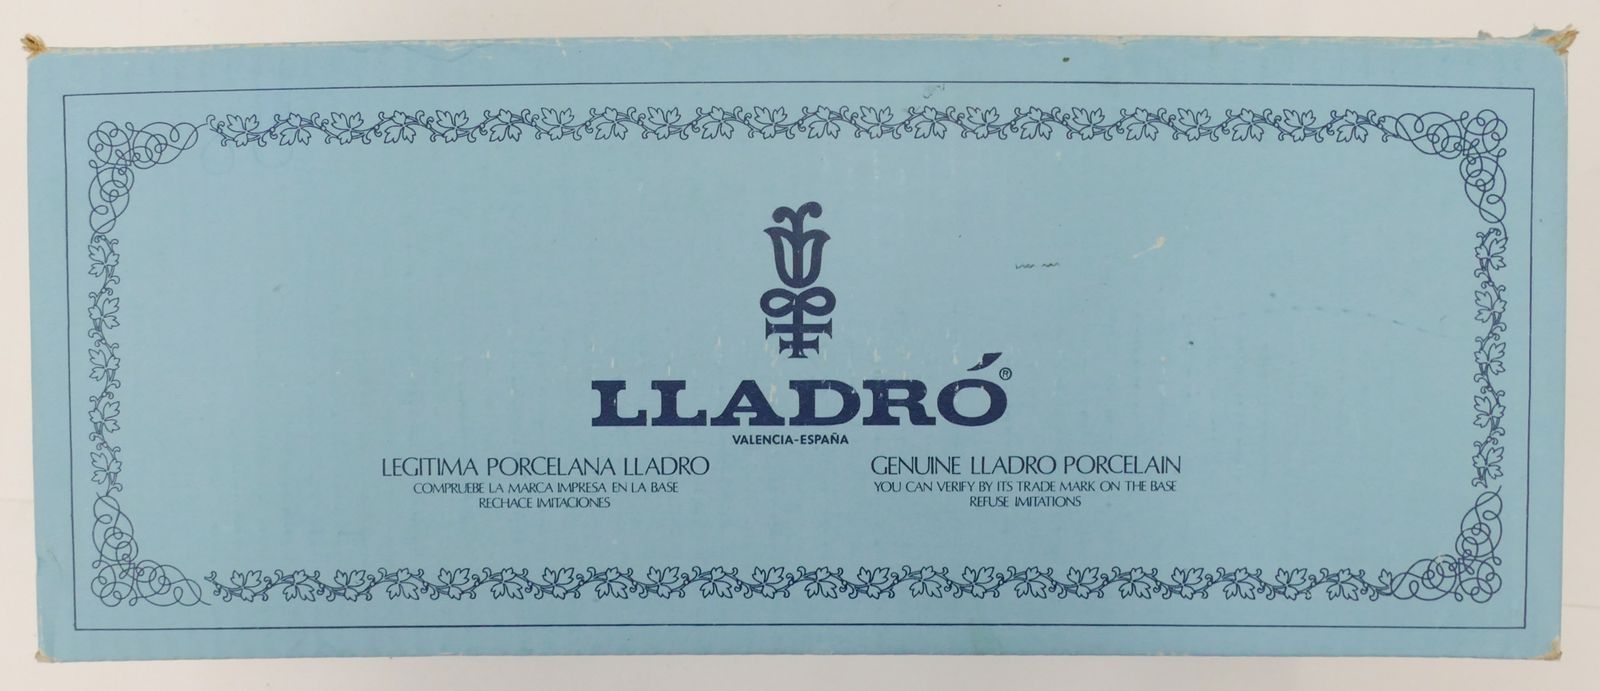 LLADRÓ®
VALENCIA-ESPAÑA
LEGITIMA PORCELANA LLADRO
COMPRUEBE LA MARCA IMPRESA EN LA BASE
RECHACE IMITACIONES
GENUINE LLADRO PORCELAIN
YOU CAN VERIFY BY ITS TRADE MARK ON THE BASE
REFUSE IMITATIONS